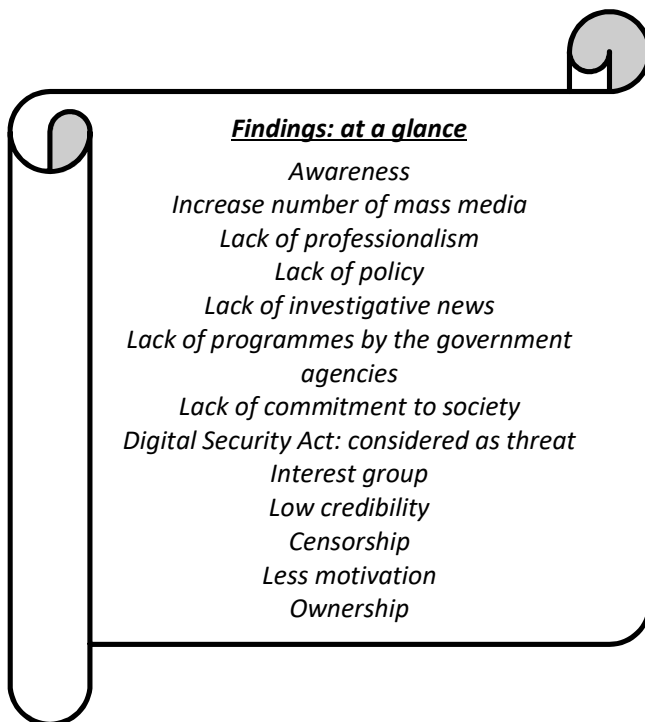 Findings: at a glance
Awareness
Increase number of mass media
Lack of professionalism
Lack of policy
Lack of investigative news
Lack of programmes by the government
agencies
Lack of commitment to society
Digital Security Act: considered as threat
Interest group
Low credibility
Censorship
Less motivation
Ownership